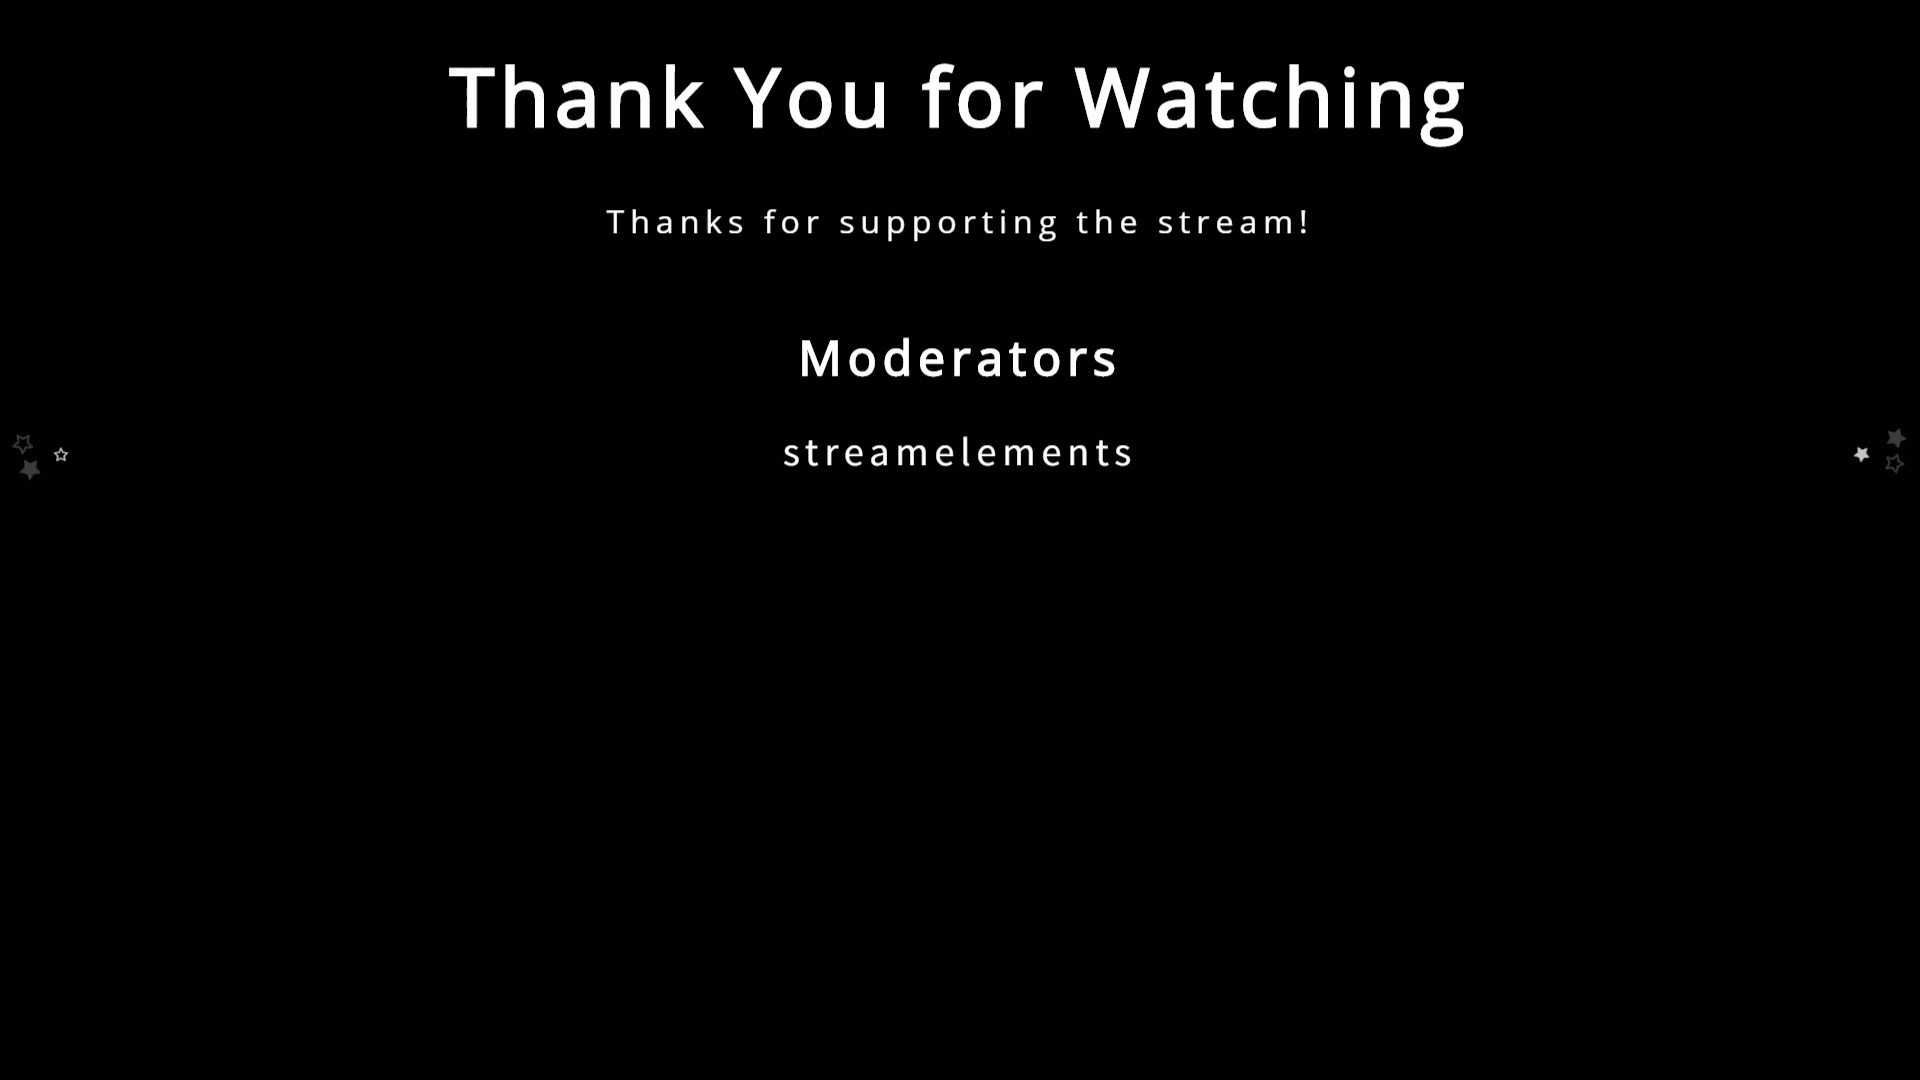 Thank You for Watching
Thanks for supporting the stream!
Moderators
streamelements